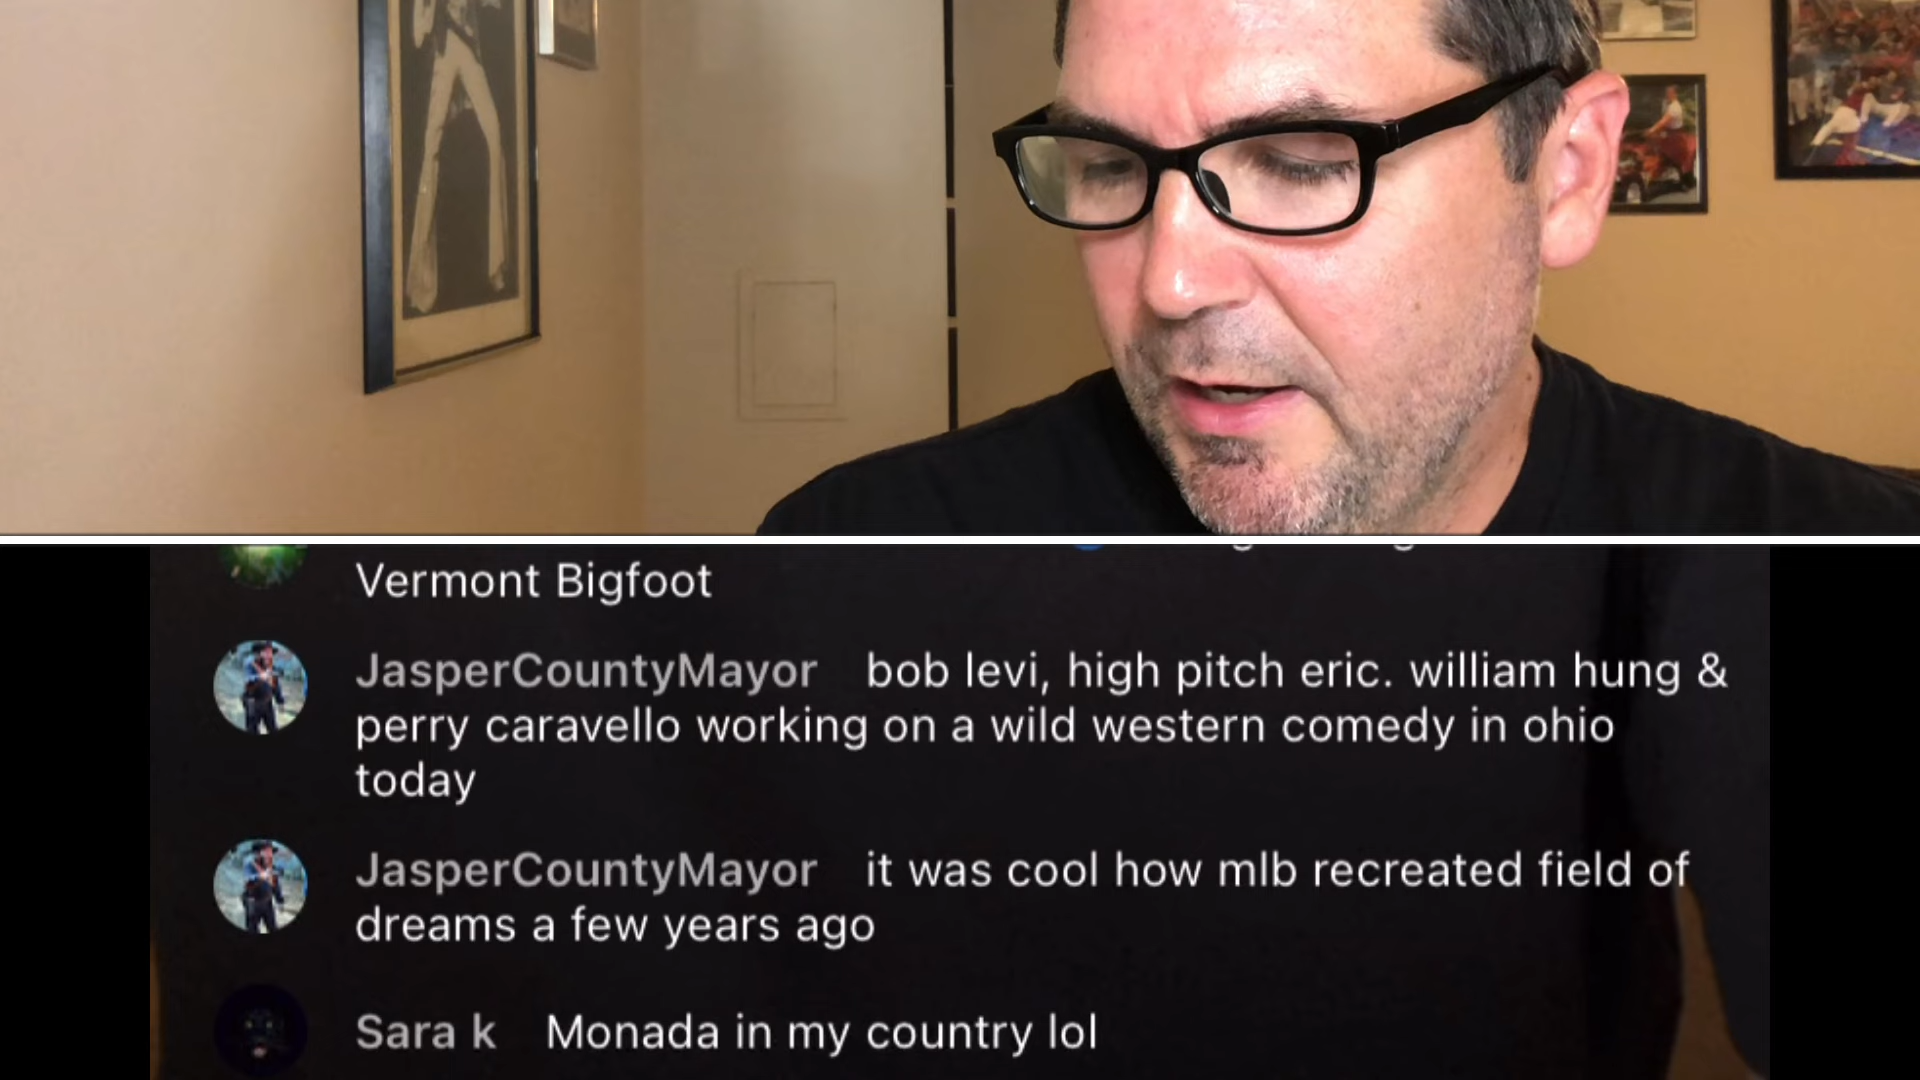 Vermont Bigfoot
JasperCountyMayor bob levi, high pitch eric. william hung &
perry caravello working on a wild western comedy in ohio
today
JasperCountyMayor it was cool how mlb recreated field of
dreams a few years ago
Sara k Monada in my country lol